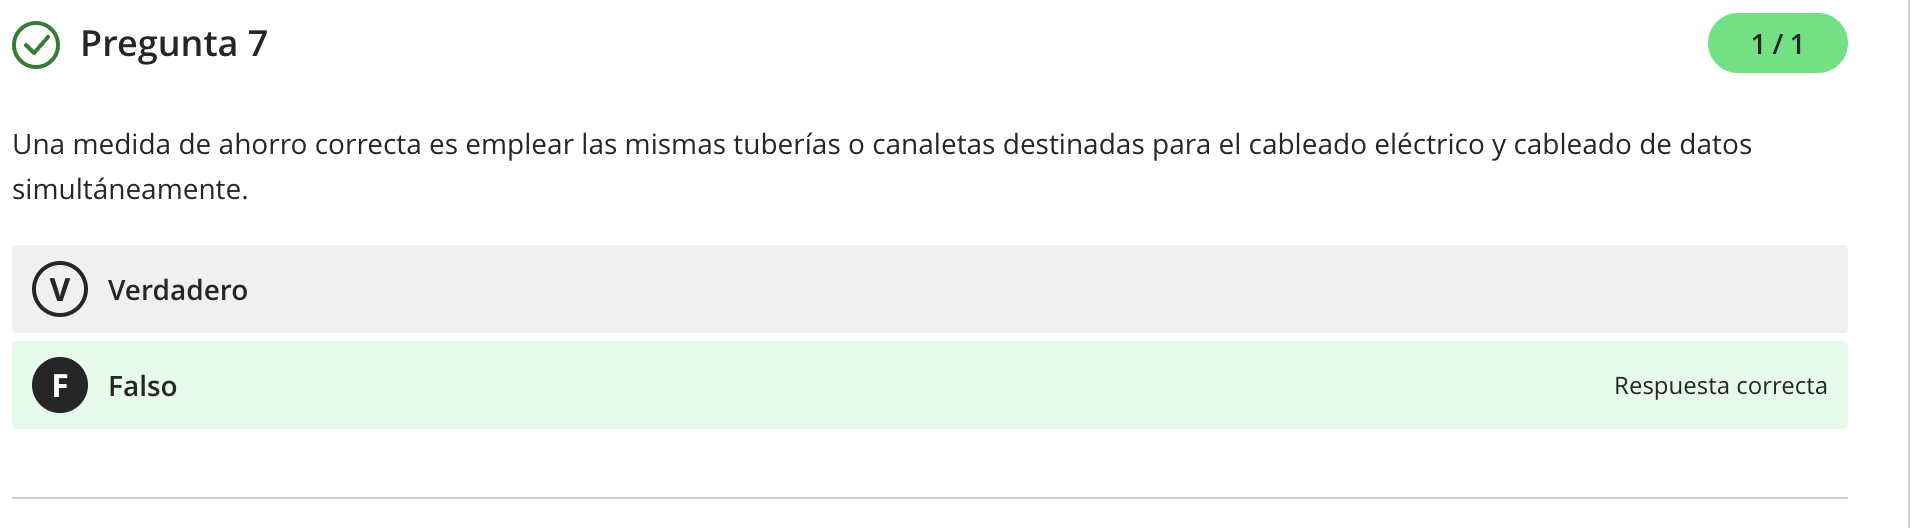 Pregunta 7
1 / 1
Una medida de ahorro correcta es emplear las mismas tuberías o canaletas destinadas para el cableado eléctrico y cableado de datos
simultáneamente.
V Verdadero
F Falso
Respuesta correcta